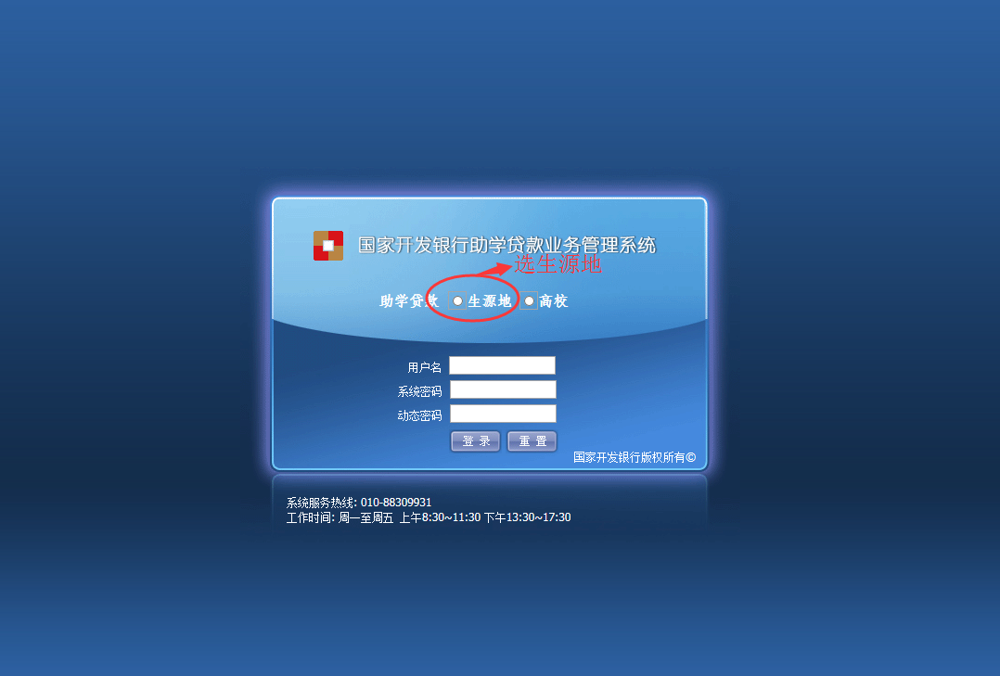 国家开发银行助学贷款业务管理系统
选生源地
助学贷款 生源地 高校
用户名
系统密码
动态密码
登 录 重 置
国家开发银行版权所有©
系统服务热线: 010-88309931
工作时间: 周一至周五 上午8:30~11:30 下午13:30~17:30